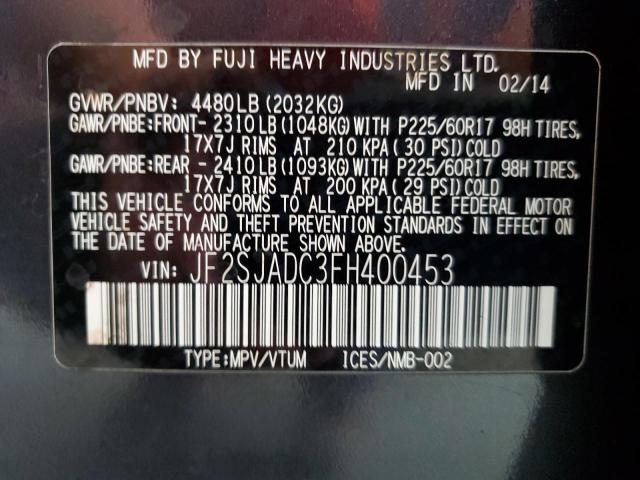 MFD BY FUJI HEAVY INDUSTRIES LTD.
MFD IN 02/14
GVWR/PNBV: 4480LB (2032KG)
GAWR/PNBE:FRONT- 2310LB(1048KG)WITH P225/60R17 98H TIRES,
17X7J RIMS AT 210 KPA( 30 PSI)COLD
GAWR/PNBE:REAR - 2410LB(1093KG)WITH P225/60R17 98H TIRES,
17X7J RIMS AT 200 KPA( 29 PSI)COLD
THIS VEHICLE CONFORMS TO ALL APPLICABLE FEDERAL MOTOR
VEHICLE SAFETY AND THEFT PREVENTION STANDARDS IN EFFECT ON
THE DATE OF MANUFACTURE SHOWN ABOVE.
VIN: JF2SJADC3FH400453
TYPE:MPV/VTUM ICES/NMB-002